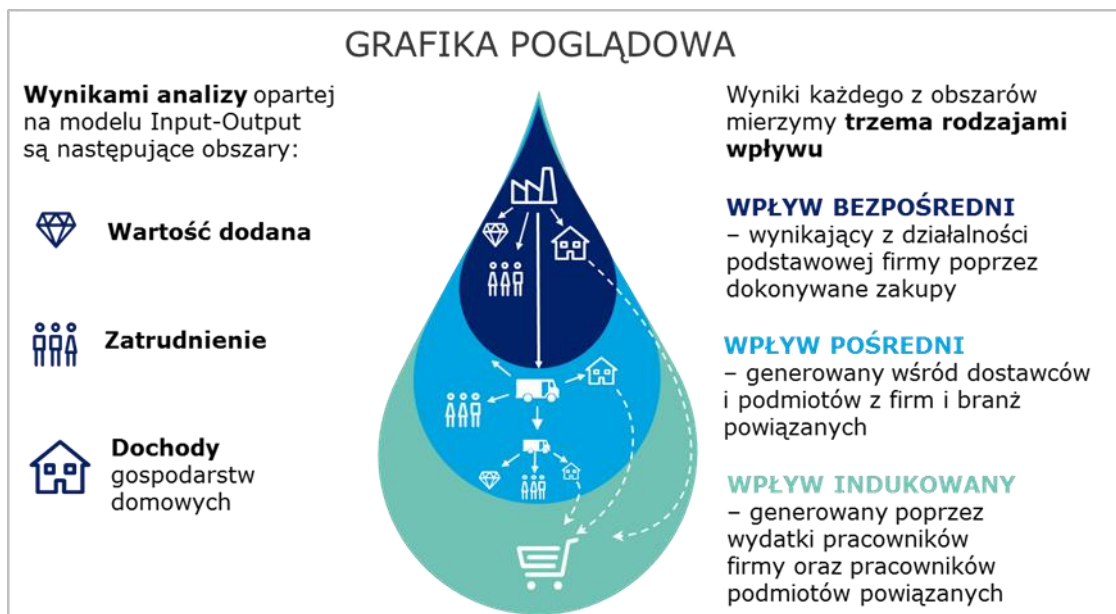 GRAFIKA POGLĄDOWA
Wynikami analizy opartej
na modelu Input-Output
są następujące obszary:
Wartość dodana
Zatrudnienie
Dochody
gospodarstw
domowych
Wyniki każdego z obszarów
mierzymy trzema rodzajami
wpływu
WPŁYW BEZPOŚREDNI
– wynikający z działalności
podstawowej firmy poprzez
dokonywane zakupy
WPŁYW POŚREDNI
– generowany wśród dostawców
i podmiotów z firm i branż
powiązanych
WPŁYW INDUKOWANY
– generowany poprzez
wydatki pracowników
firmy oraz pracowników
podmiotów powiązanych